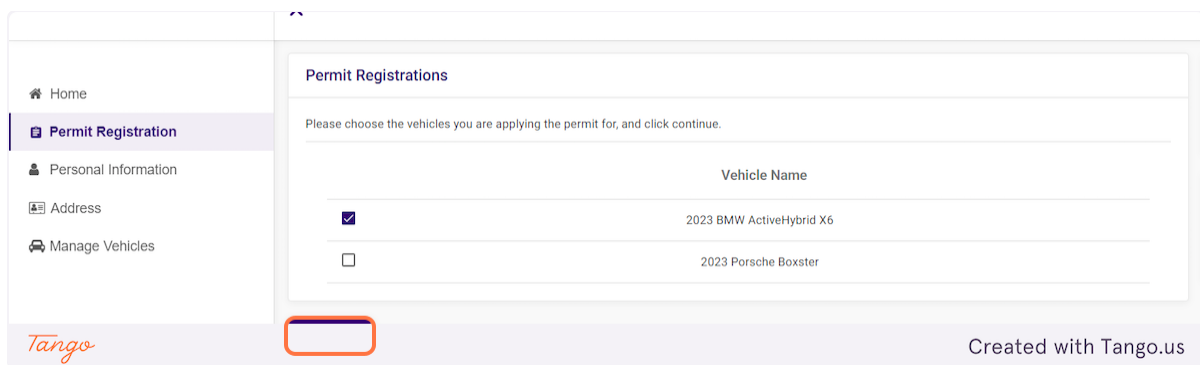 Permit Registrations
Home
Please choose the vehicles you are applying the permit for, and click continue.
Permit Registration
Personal Information
Vehicle Name
Address
2023 BMW ActiveHybrid X6
Manage Vehicles
2023 Porsche Boxster
Tango
Created with Tango.us